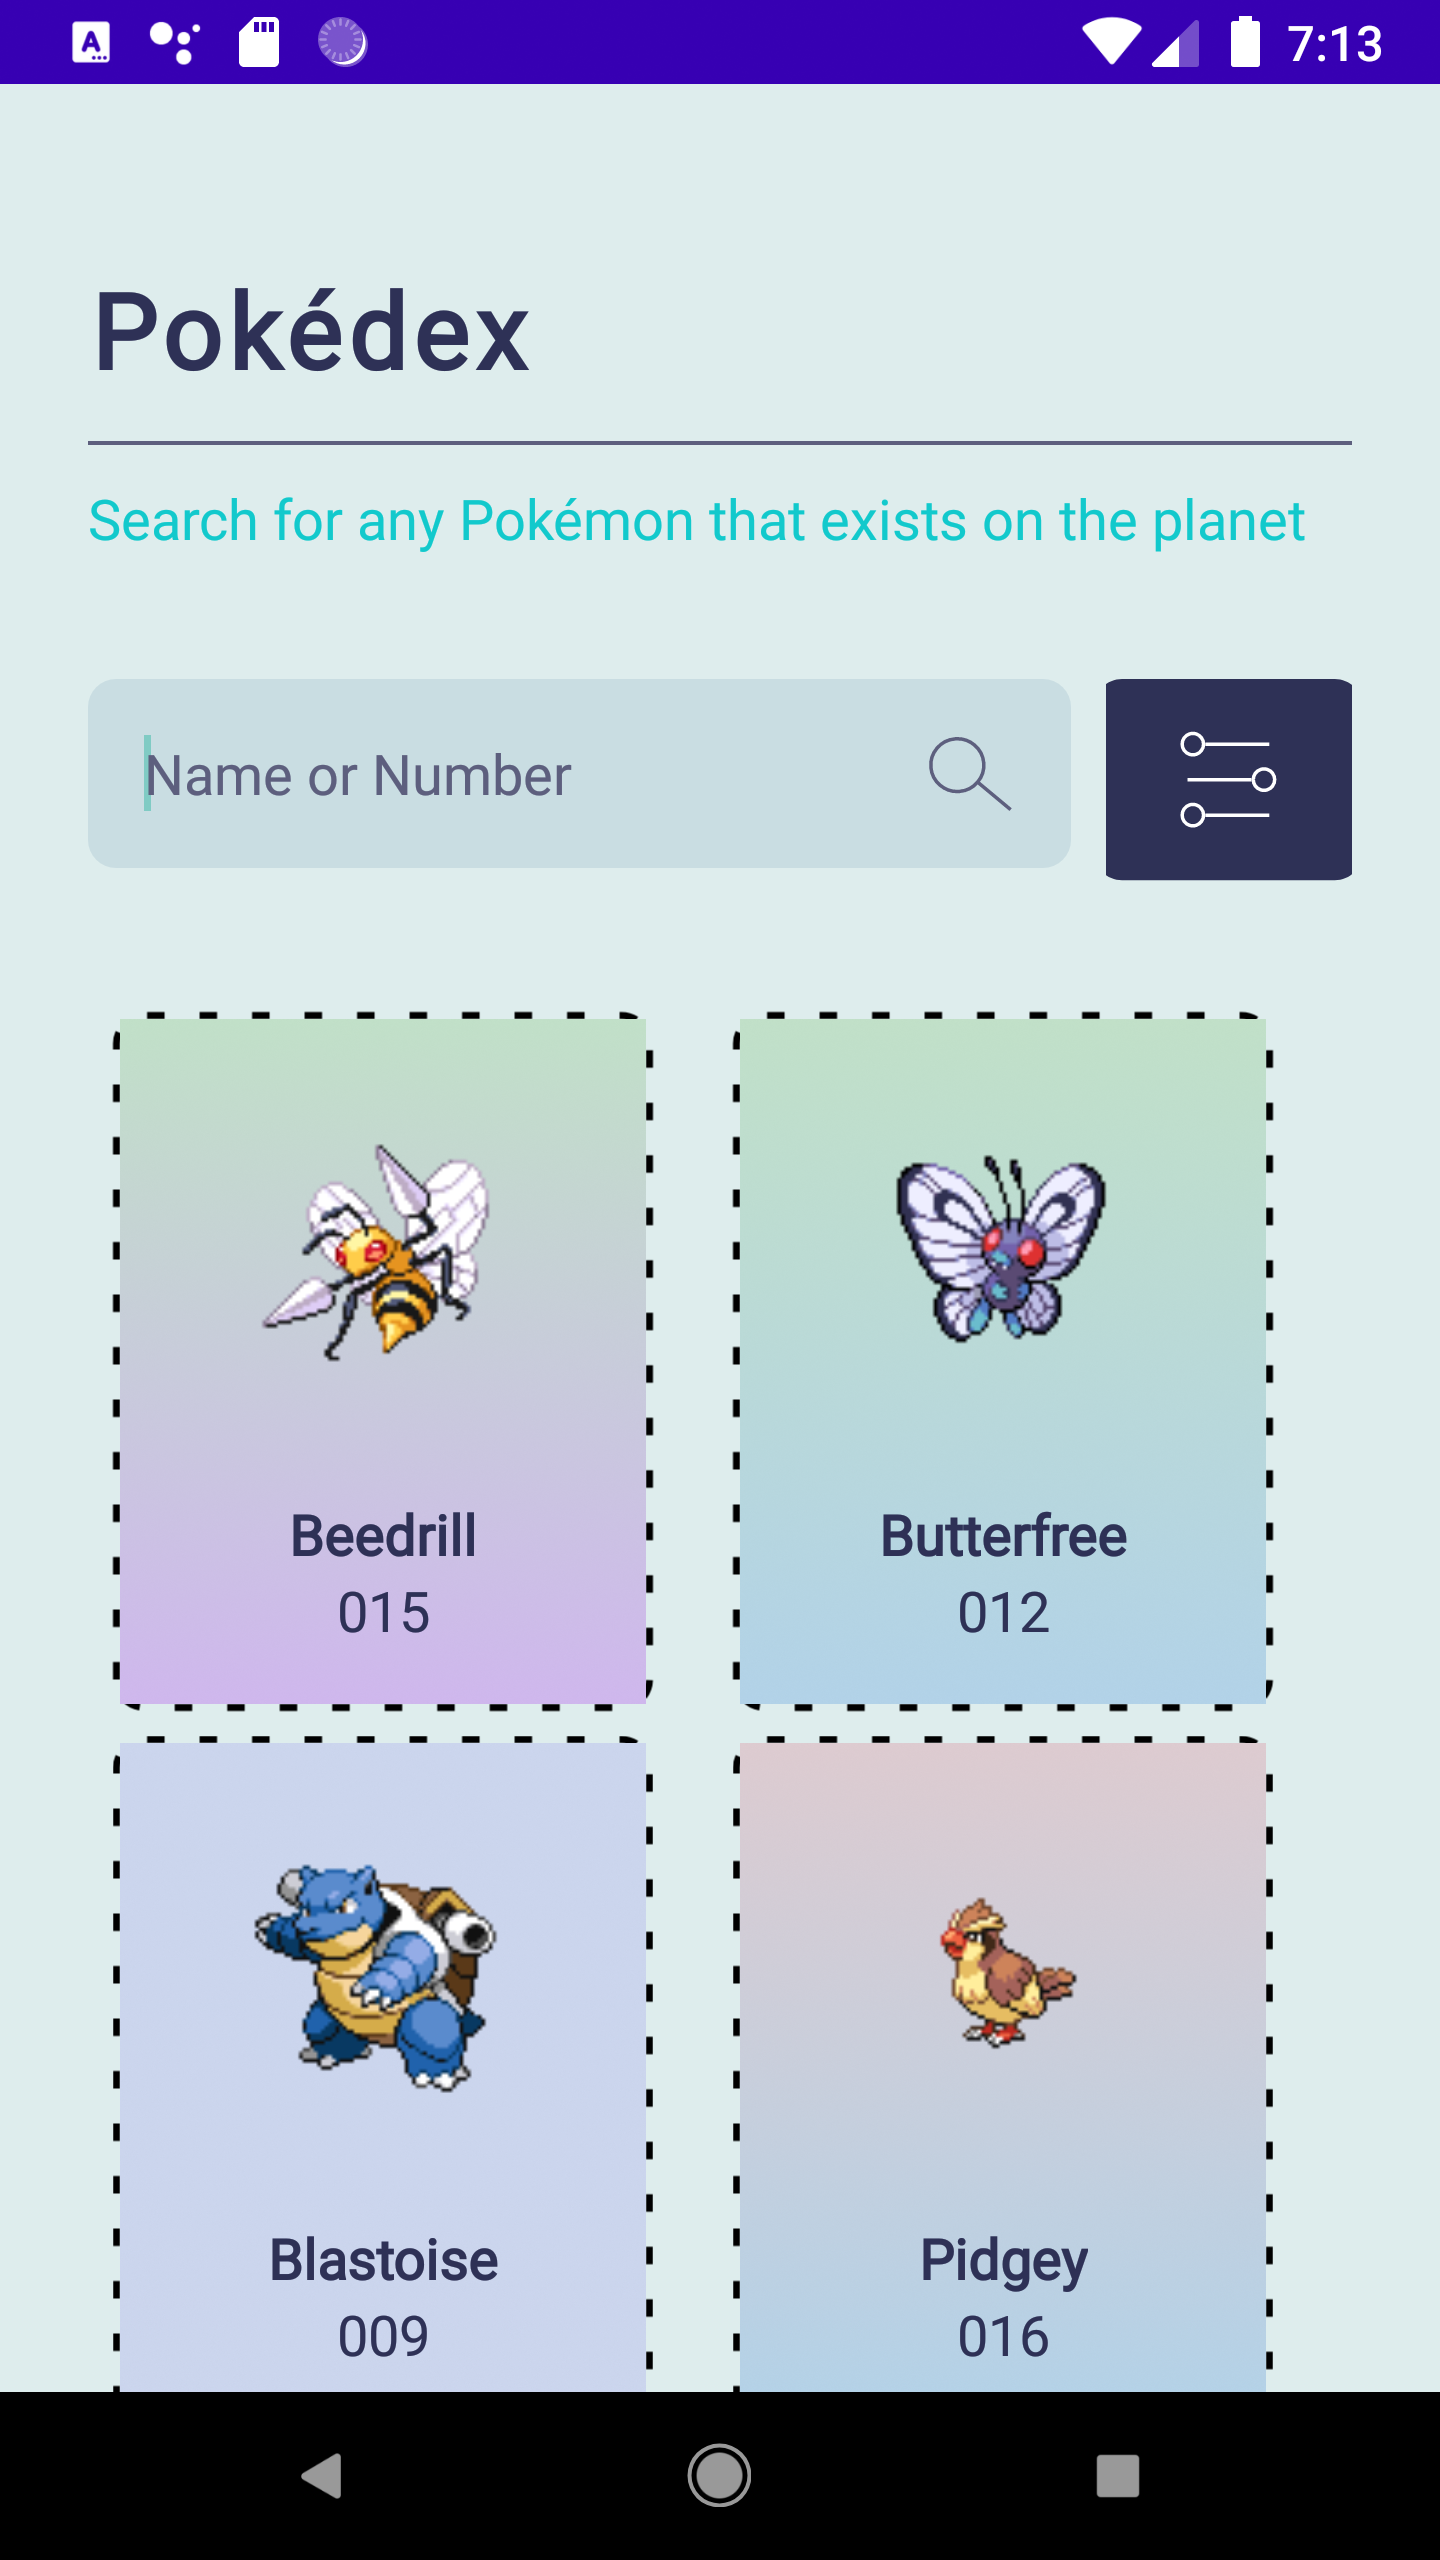 7:13
Pokédex
Search for any Pokémon that exists on the planet
Name or Number
Beedrill
015
Butterfree
012
Blastoise
009
Pidgey
016